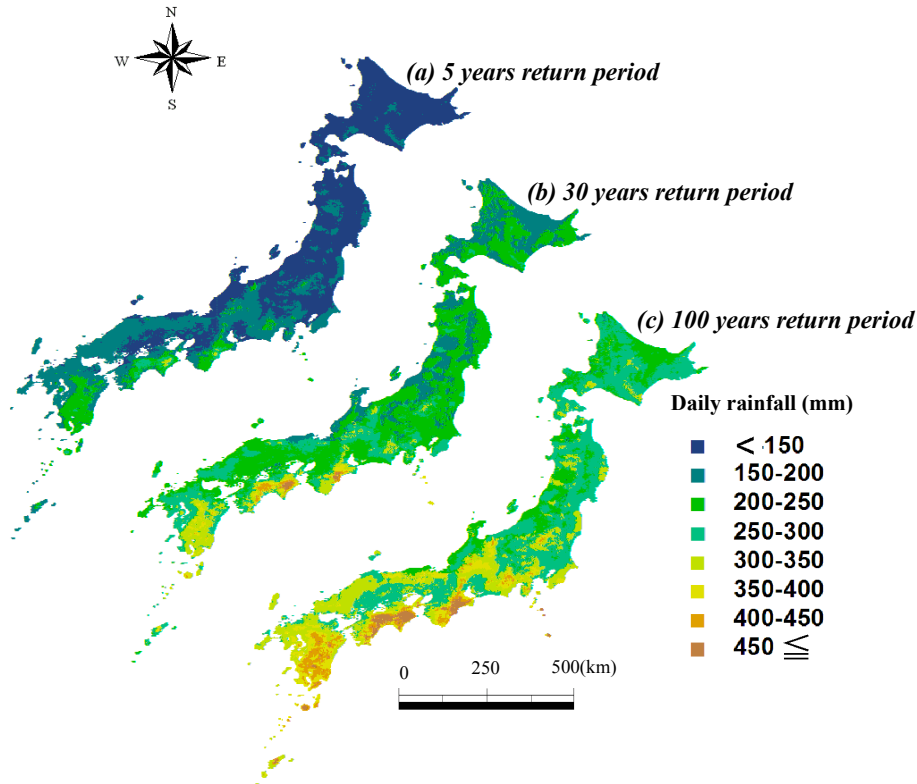 N
W E
S
(a) 5 years return period
(b) 30 years return period
(c) 100 years return period
Daily rainfall (mm)
< 150
150-200
200-250
250-300
300-350
350-400
400-450
450 ≦
0 250 500(km)